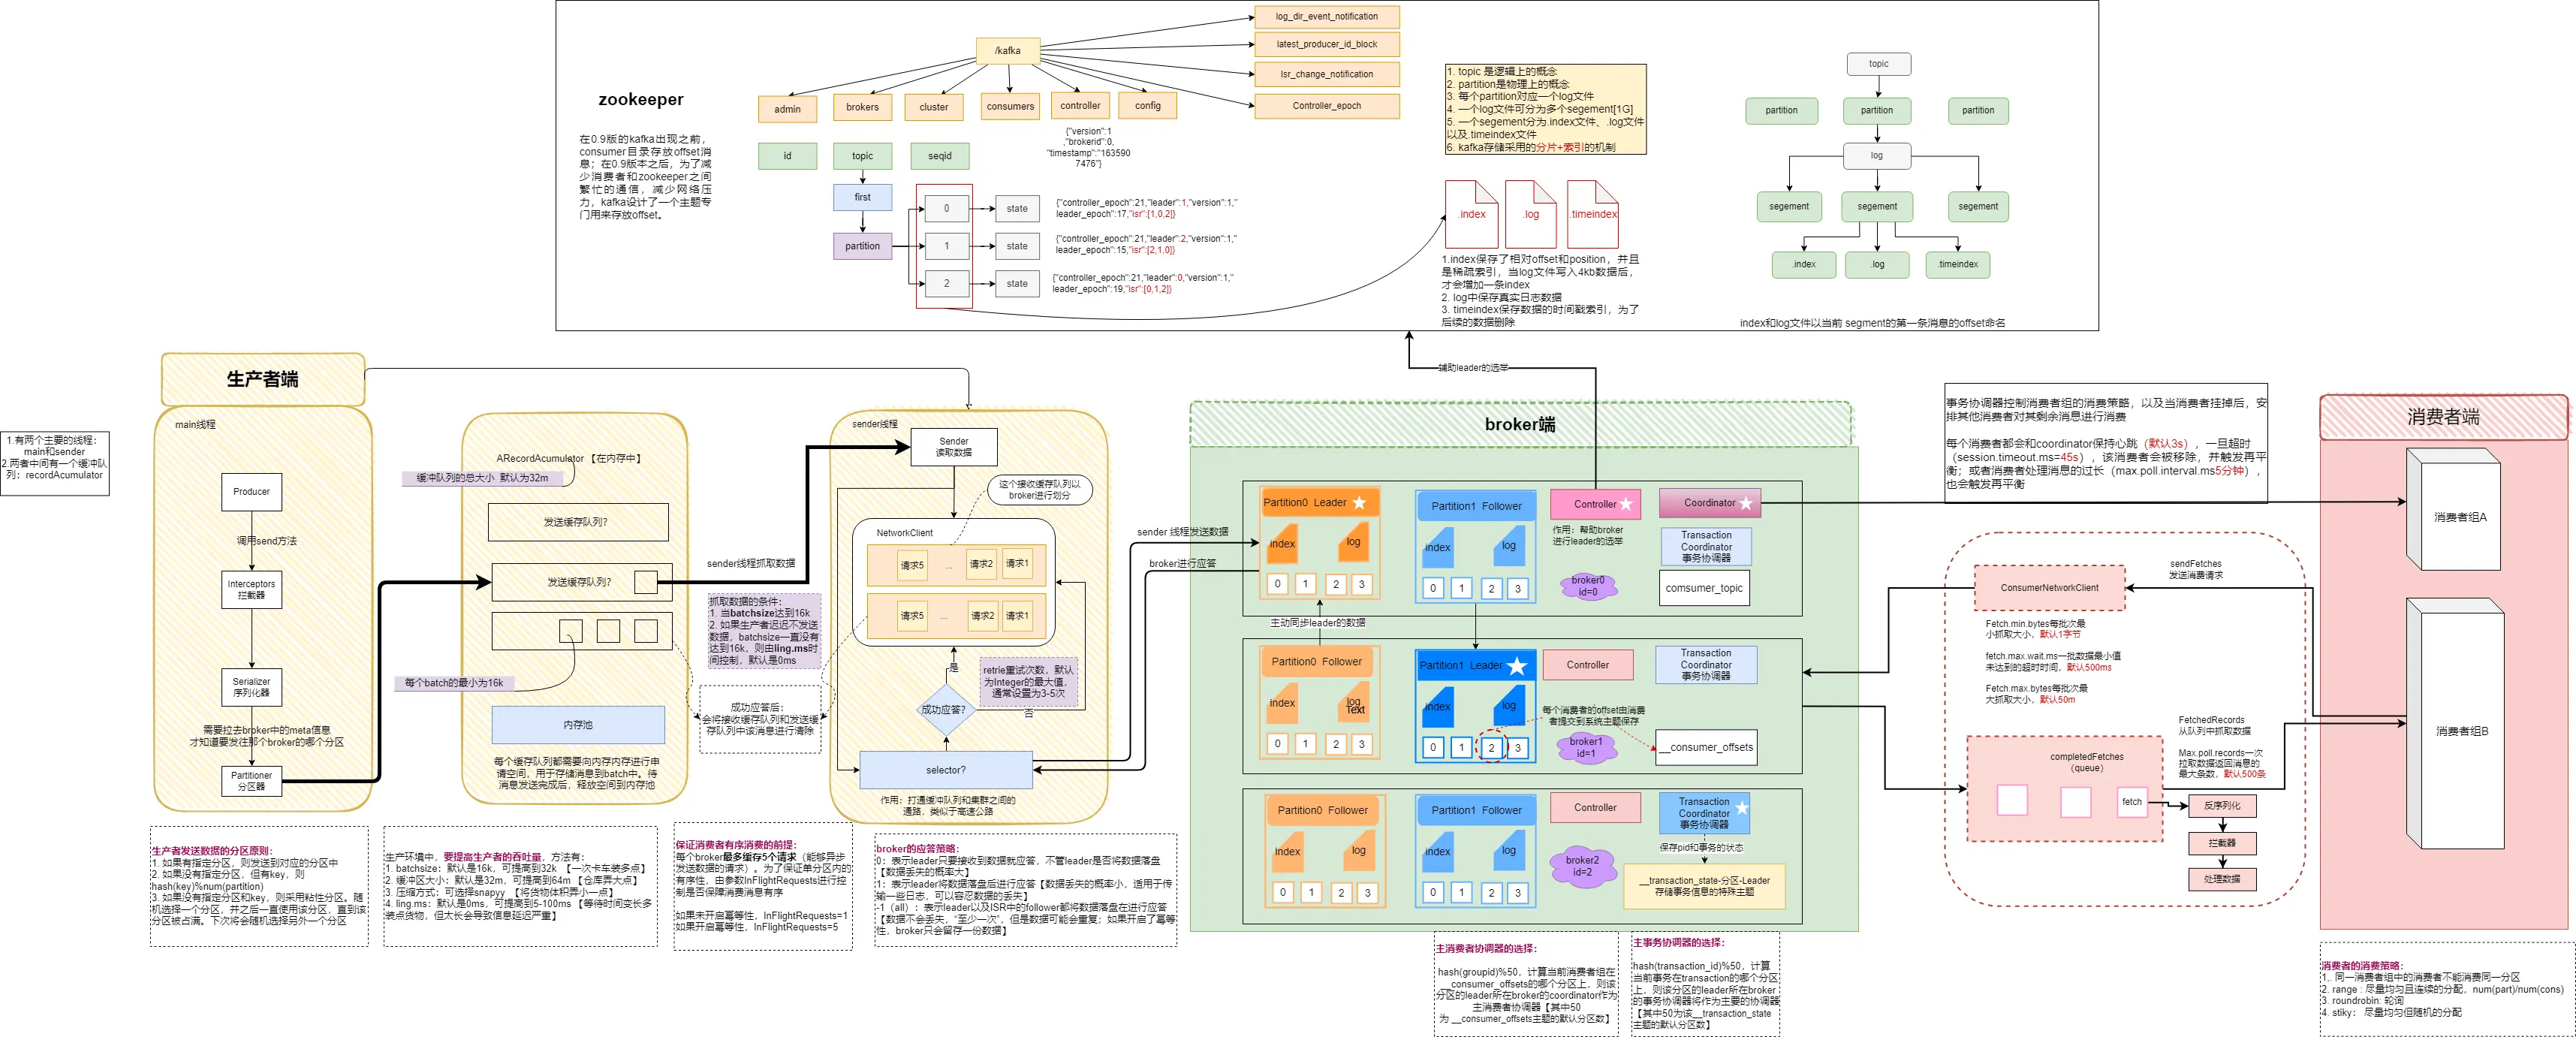 zookeeper
在0.9版的kafka出现之前，
consumer目录存放offset消
息；在0.9版本之后，为了减
少消费者和zookeeper之间
繁忙的通信，减少网络压
力，kafka设计了一个主题专
门用来存放offset。
/kafka
log_dir_event_notification
latest_producer_id_block
Isr_change_notification
Controller_epoch
admin
brokers
cluster
consumers
controller
config
{"version":1
,"brokerid":0,
"timestamp":"163590
7476"}
id
topic
seqid
first
partition
0
state
{"controller_epoch":21,"leader":1,"version":1,"
leader_epoch":17,"isr":[1,0,2]}
1
state
{"controller_epoch":21,"leader":2,"version":1,"
leader_epoch":15,"isr":[2,1,0]}
2
state
{"controller_epoch":21,"leader":0,"version":1,"
leader_epoch":19,"isr":[0,1,2]}
1. topic 是逻辑上的概念
2. partition是物理上的概念
3. 每个partition对应一个log文件
4. 一个log文件可分为多个segement[1G]
5. 一个segement分为.index文件、.log文件
以及.timeindex文件
6. kafka存储采用的分片+索引的机制
.index
.log
.timeindex
1.index保存了相对offset和position，并且
是稀疏索引，当log文件写入4kb数据后，
才会增加一条index
2. log中保存真实日志数据
3. timeindex保存数据的时间戳索引，为了
后续的数据删除
topic
partition
partition
partition
log
segement
segement
segement
.index
.log
.timeindex
index和log文件以当前 segment的第一条消息的offset命名
1.有两个主要的线程：
main和sender
2.两者中间有一个缓冲队
列：recordAcumulator
生产者端
main线程
Producer
调用send方法
Interceptors
拦截器
Serializer
序列化器
需要拉去broker中的meta信息
才知道要发往那个broker的哪个分区
Partitioner
分区器
ARecordAcumulator 【在内存中】
缓冲队列的总大小 默认为32m
发送缓存队列?
发送缓存队列?
每个batch的最小为16k
内存池
每个缓存队列都需要向内存内存进行申
请空间，用于存储消息到batch中。待
消息发送完成后，释放空间到内存池
sender线程抓取数据
抓取数据的条件：
1. 当batchsize达到16k
2. 如果生产者迟迟不发送
数据，batchsize一直没有
达到16k，则由ling.ms时
间控制，默认是0ms
成功应答后：
会将接收缓存队列和发送缓
存队列中该消息进行清除
sender线程
Sender
读取数据
这个接收缓存队列以
broker进行划分
NetworkClient
请求5
...
请求2
请求1
请求5
...
请求2
请求1
是
retrie重试次数，默认
为Integer的最大值，
通常设置为3-5次
成功应答?
否
selector?
作用：打通缓冲队列和集群之间的
通路，类似于高速公路
sender 线程发送数据
broker进行应答
辅助leader的选举
broker端
Partition0 Leader
index
log
0
1
2
3
Partition1 Follower
index
log
0
1
2
3
Controller
作用：帮助broker
进行leader的选举
broker0
id=0
Coordinator
Transaction
Coordinator
事务协调器
comsumer_topic
主动同步leader的数据
Partition0 Follower
index
log
Text
0
1
2
3
Partition1 Leader
index
log
0
1
2
3
Controller
每个消费者的offset由消费
者提交到系统主题保存
broker1
id=1
Transaction
Coordinator
事务协调器
__consumer_offsets
Partition0 Follower
index
log
0
1
2
3
Partition1 Follower
index
log
0
1
2
3
Controller
broker2
id=2
Transaction
Coordinator
事务协调器
保存pid和事务的状态
__transaction_state-分区-Leader
存储事务信息的特殊主题
事务协调器控制消费者组的消费策略，以及当消费者挂掉后，安
排其他消费者对其剩余消息进行消费
每个消费者都会和coordinator保持心跳（默认3s），一旦超时
（session.timeout.ms=45s），该消费者会被移除，并触发再平
衡；或者消费者处理消息的过长（max.poll.interval.ms5分钟），
也会触发再平衡
ConsumerNetworkClient
sendFetches
发送消费请求
Fetch.min.bytes每批次最
小抓取大小，默认1字节
fetch.max.wait.ms一批数据最小值
未达到的超时时间，默认500ms
Fetch.max.bytes每批次最
大抓取大小，默认50m
FetchedRecords
从队列中抓取数据
Max.poll.records一次
拉取数据返回消息的
最大条数，默认500条
completedFetches
（queue）
fetch
反序列化
拦截器
处理数据
消费者端
消费者组A
消费者组B
生产者发送数据的分区原则：
1. 如果有指定分区，则发送到对应的分区中
2. 如果没有指定分区，但有key，则
hash(key)%num(partition)
3. 如果没有指定分区和key，则采用粘性分区。随
机选择一个分区，并之后一直使用该分区，直到该
分区被占满。下次将会随机选择另外一个分区
生产环境中，要提高生产者的吞吐量，方法有：
1. batchsize：默认是16k，可提高到32k 【一次卡车装多点】
2. 缓冲区大小：默认是32m，可提高到64m 【仓库弄大点】
3. 压缩方式：可选择snapyy 【将货物体积弄小一点】
4. ling.ms：默认是0ms，可提高到5-100ms 【等待时间变长多
装点货物，但太长会导致信息延迟严重】
保证消费者有序消费的前提：
每个broker最多缓存5个请求（能够异步
发送数据的请求）。为了保证单分区内的
有序性，由参数InFlightRequests进行控
制是否保障消费消息有序
如果未开启幂等性，InFlightRequests=1
如果开启幂等性，InFlightRequests=5
broker的应答策略：
0：表示leader只要接收到数据就应答，不管leader是否将数据落盘
【数据丢失的概率大】
1：表示leader将数据落盘后进行应答【数据丢失的概率小，适用于传
输一些日志，可以容忍数据的丢失】
-1（all）：表示leader以及ISR中的follower都将数据落盘在进行应答
【数据不会丢失，“至少一次”，但是数据可能会重复；如果开启了幂等
性，broker只会留存一份数据】
主消费者协调器的选择：
hash(groupid)%50，计算当前消费者组在
__consumer_offsets的哪个分区上，则该
分区的leader所在broker的coordinator作为
主消费者协调器【其中50
为 __consumer_offsets主题的默认分区数】
主事务协调器的选择：
hash(transaction_id)%50，计算
当前事务在transaction的哪个分区
上，则该分区的leader所在broker
的事务协调器将作为主要的协调器
【其中50为该__transaction_state
主题的默认分区数】
消费者的消费策略：
1. 同一消费者组中的消费者不能消费同一分区
2. range : 尽量均匀且连续的分配，num(part)/num(cons)
3. roundrobin: 轮询
4. stiky： 尽量均匀但随机的分配